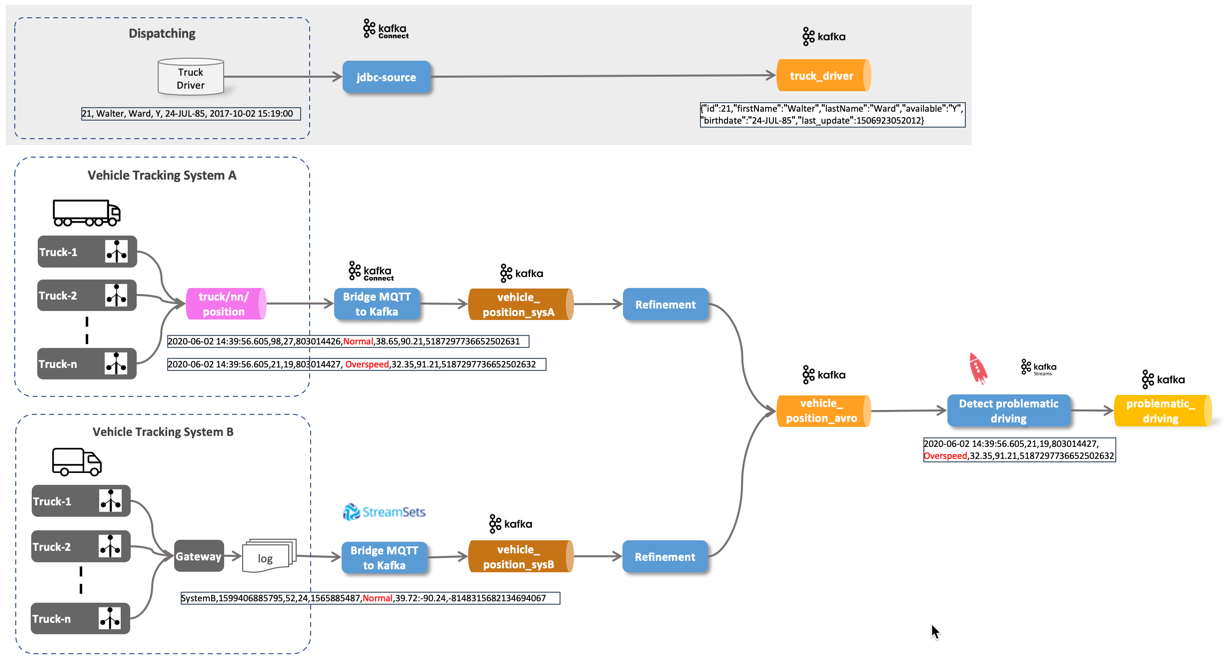 Dispatching
kafka
Connect
kafka
Truck
Driver
jdbc-source
truck_driver
21, Walter, Ward, Y, 24-JUL-85, 2017-10-02 15:19:00
{"id":21,"firstName":"Walter","lastName":"Ward","available":"Y",
"birthdate":"24-JUL-85","last_update":1506923052012}
Vehicle Tracking System A
Truck-1
Truck-2
Truck-n
truck/nn/
position
kafka
Connect
Bridge MQTT
to Kafka
kafka
vehicle_
position_sysA
Refinement
2020-06-02 14:39:56.605,98,27,803014426,Normal,38.65,90.21,5187297736652502631
2020-06-02 14:39:56.605,21,19,803014427, Overspeed,32.35,91.21,5187297736652502632
kafka
vehicle_
position_avro
kafka
Streams
Detect problematic
driving
kafka
problematic_
driving
2020-06-02 14:39:56.605,21,19,803014427,
Overspeed,32.35,91.21,5187297736652502632
Vehicle Tracking System B
Truck-1
Truck-2
Truck-n
Gateway
log
StreamSets
Bridge MQTT
to Kafka
kafka
vehicle_
position_sysB
Refinement
SystemB,1599406885795,52,24,1565885487,Normal,39.72:-90.24,-8148315682134694067